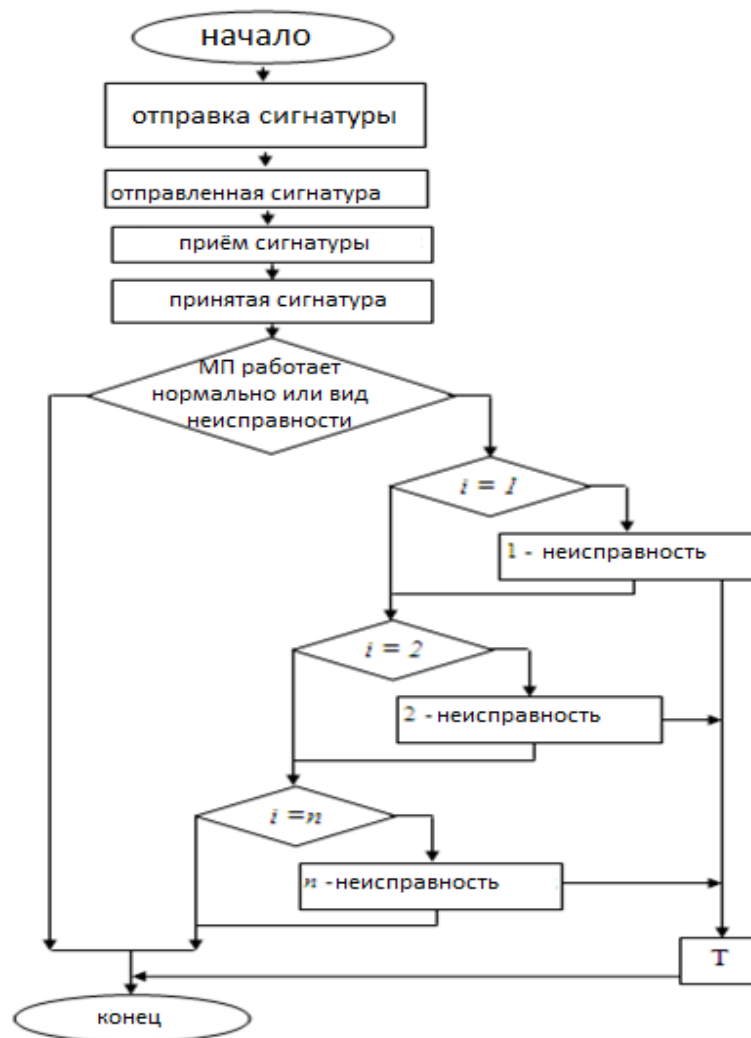 начало
отправка сигнатуры
отправленная сигнатура
приём сигнатуры
принятая сигнатура
МП работает
нормально или вид
неисправности
i = 1
1 - неисправность
i = 2
2 - неисправность
i =n
n -неисправность
Т
конец